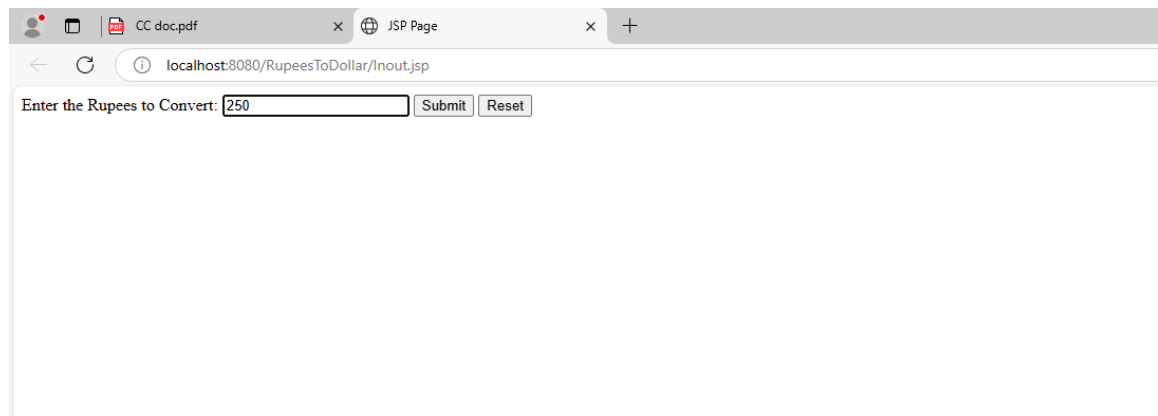 CC doc.pdf JSP Page
localhost:8080/RupeesToDollar/Inout.jsp
Enter the Rupees to Convert: 250 Submit Reset